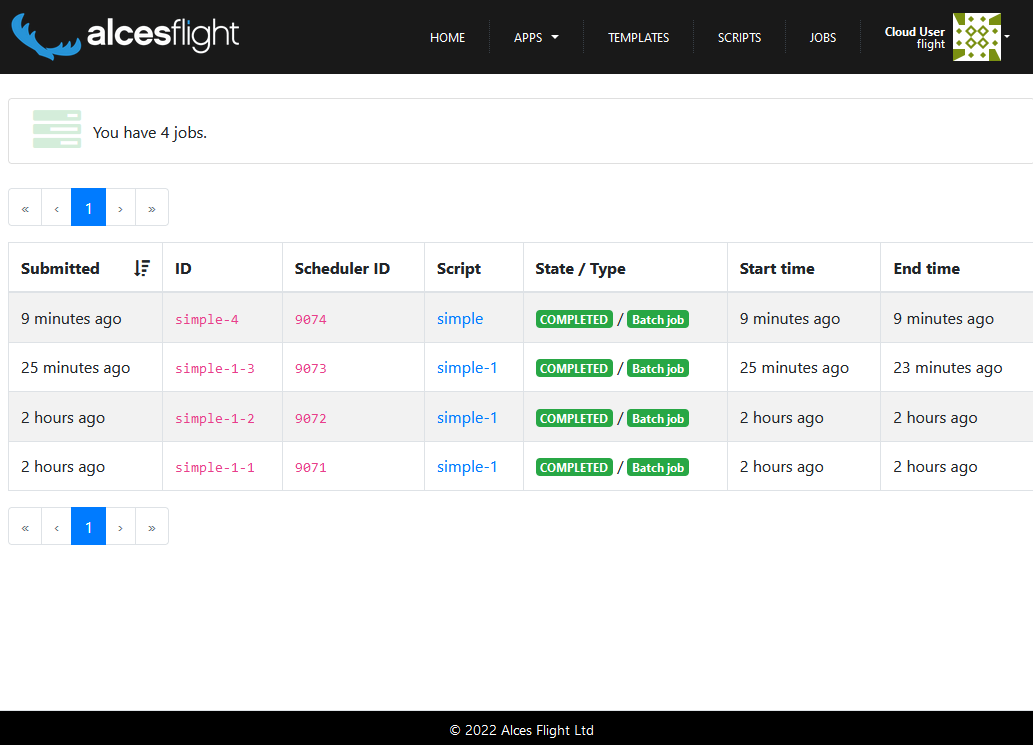 alcesflight
HOME APPS TEMPLATES SCRIPTS JOBS Cloud User
flight
You have 4 jobs.
« ‹ 1 › »
Submitted ID Scheduler ID Script State / Type Start time End time
9 minutes ago simple-4 9074 simple COMPLETED / Batch job 9 minutes ago 9 minutes ago
25 minutes ago simple-1-3 9073 simple-1 COMPLETED / Batch job 25 minutes ago 23 minutes ago
2 hours ago simple-1-2 9072 simple-1 COMPLETED / Batch job 2 hours ago 2 hours ago
2 hours ago simple-1-1 9071 simple-1 COMPLETED / Batch job 2 hours ago 2 hours ago
« ‹ 1 › »
© 2022 Alces Flight Ltd